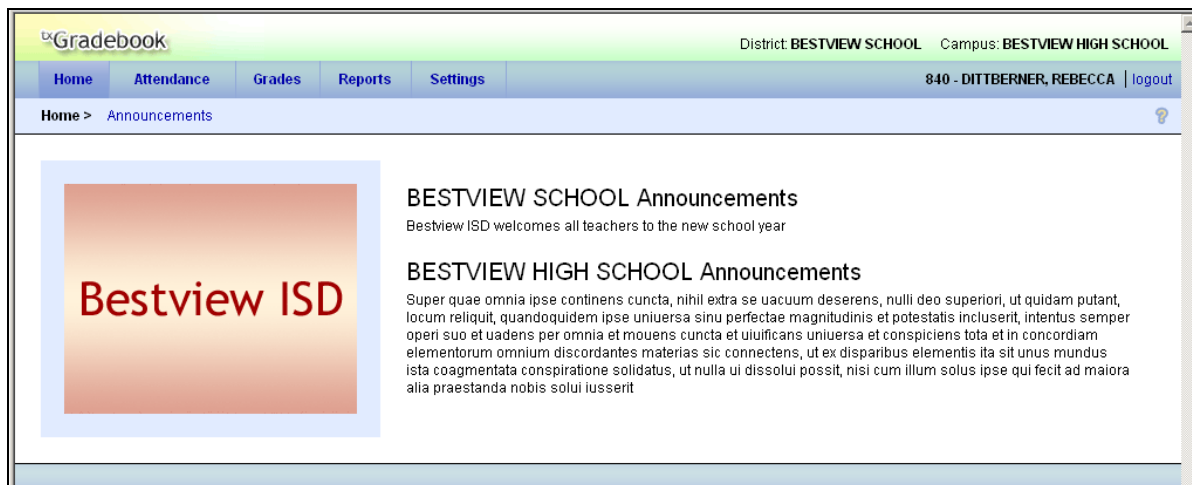 txGradebook
District: BESTVIEW SCHOOL Campus: BESTVIEW HIGH SCHOOL
Home Attendance Grades Reports Settings 840 - DITTBERNER, REBECCA | logout
Home > Announcements ?
Bestview ISD
BESTVIEW SCHOOL Announcements
Bestview ISD welcomes all teachers to the new school year
BESTVIEW HIGH SCHOOL Announcements
Super quae omnia ipse continens cuncta, nihil extra se uacuum deserens, nulli deo superiori, ut quidam putant,
locum reliquit, quandoquidem ipse uniuersa sinu perfectae magnitudinis et potestatis incluserit, intentus semper
operi suo et uadens per omnia et mouens cuncta et uiuificans uniuersa et conspiciens tota et in concordiam
elementorum omnium discordantes materias sic connectens, ut ex disparibus elementis ita sit unus mundus
ista coagmentata conspiratione solidatus, ut nulla ui dissolui possit, nisi cum illum solus ipse qui fecit ad maiora
alia praestanda nobis solui iusserit